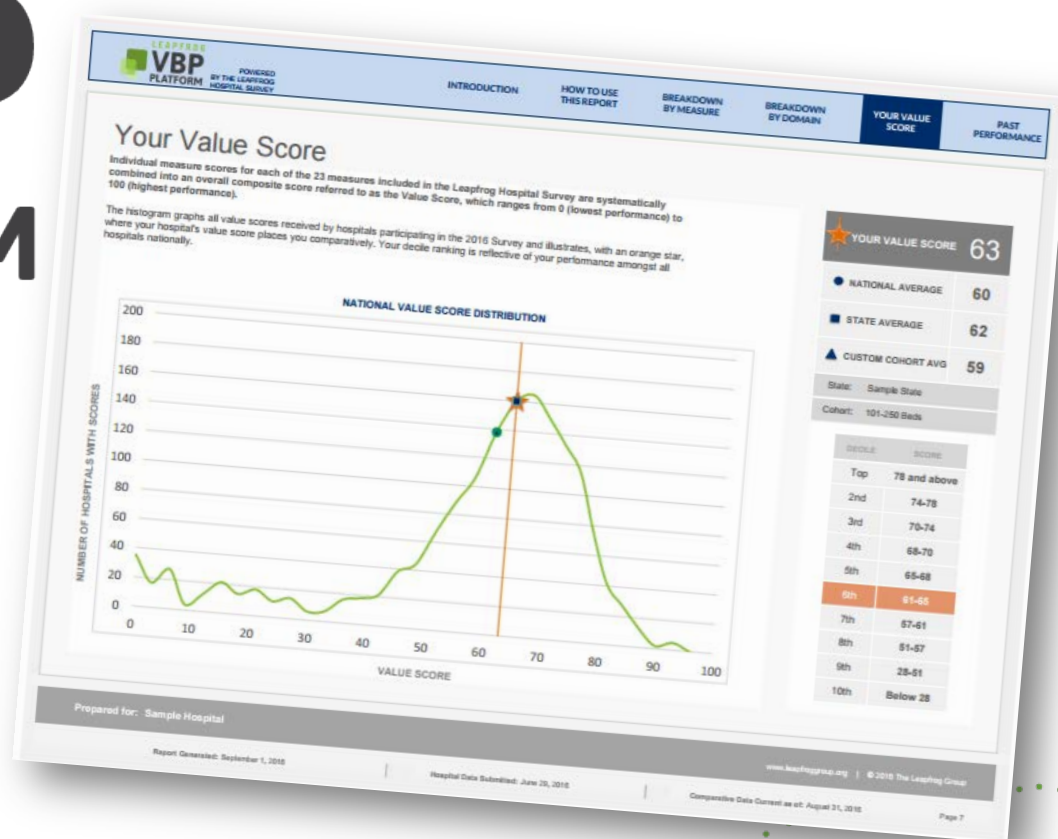 M
LEAPFROG
VBP
PLATFORM
POWERED
BY THE LEAPFROG
HOSPITAL SURVEY
INTRODUCTION
HOW TO USE
THIS REPORT
BREAKDOWN
BY MEASURE
BREAKDOWN
BY DOMAIN
YOUR VALUE
SCORE
PAST
PERFORMANCE
Your Value Score
Individual measure scores for each of the 23 measures included in the Leapfrog Hospital Survey are systematically
combined into an overall composite score referred to as the Value Score, which ranges from 0 (lowest performance) to
100 (highest performance).
The histogram graphs all value scores received by hospitals participating in the 2016 Survey and illustrates, with an orange star,
where your hospital's value score places you comparatively. Your decile ranking is reflective of your performance amongst all
hospitals nationally.
NATIONAL VALUE SCORE DISTRIBUTION
NUMBER OF HOSPITALS WITH SCORES
200
180
160
140
120
100
80
60
40
20
0
0 10 20 30 40 50 60 70 80 90 100
VALUE SCORE
YOUR VALUE SCORE 63
NATIONAL AVERAGE 60
STATE AVERAGE 62
CUSTOM COHORT AVG 59
State: Sample State
Cohort: 101-250 Beds
DECILE SCORE
Top 78 and above
2nd 74-78
3rd 70-74
4th 68-70
5th 65-68
6th 61-65
7th 57-61
8th 51-57
9th 28-51
10th Below 28
Prepared for: Sample Hospital
www.leapfroggroup.org | © 2016 The Leapfrog Group
Report Generated: September 1, 2016 | Hospital Data Submitted: June 29, 2016 | Comparative Data Current as of: August 31, 2016
Page 7